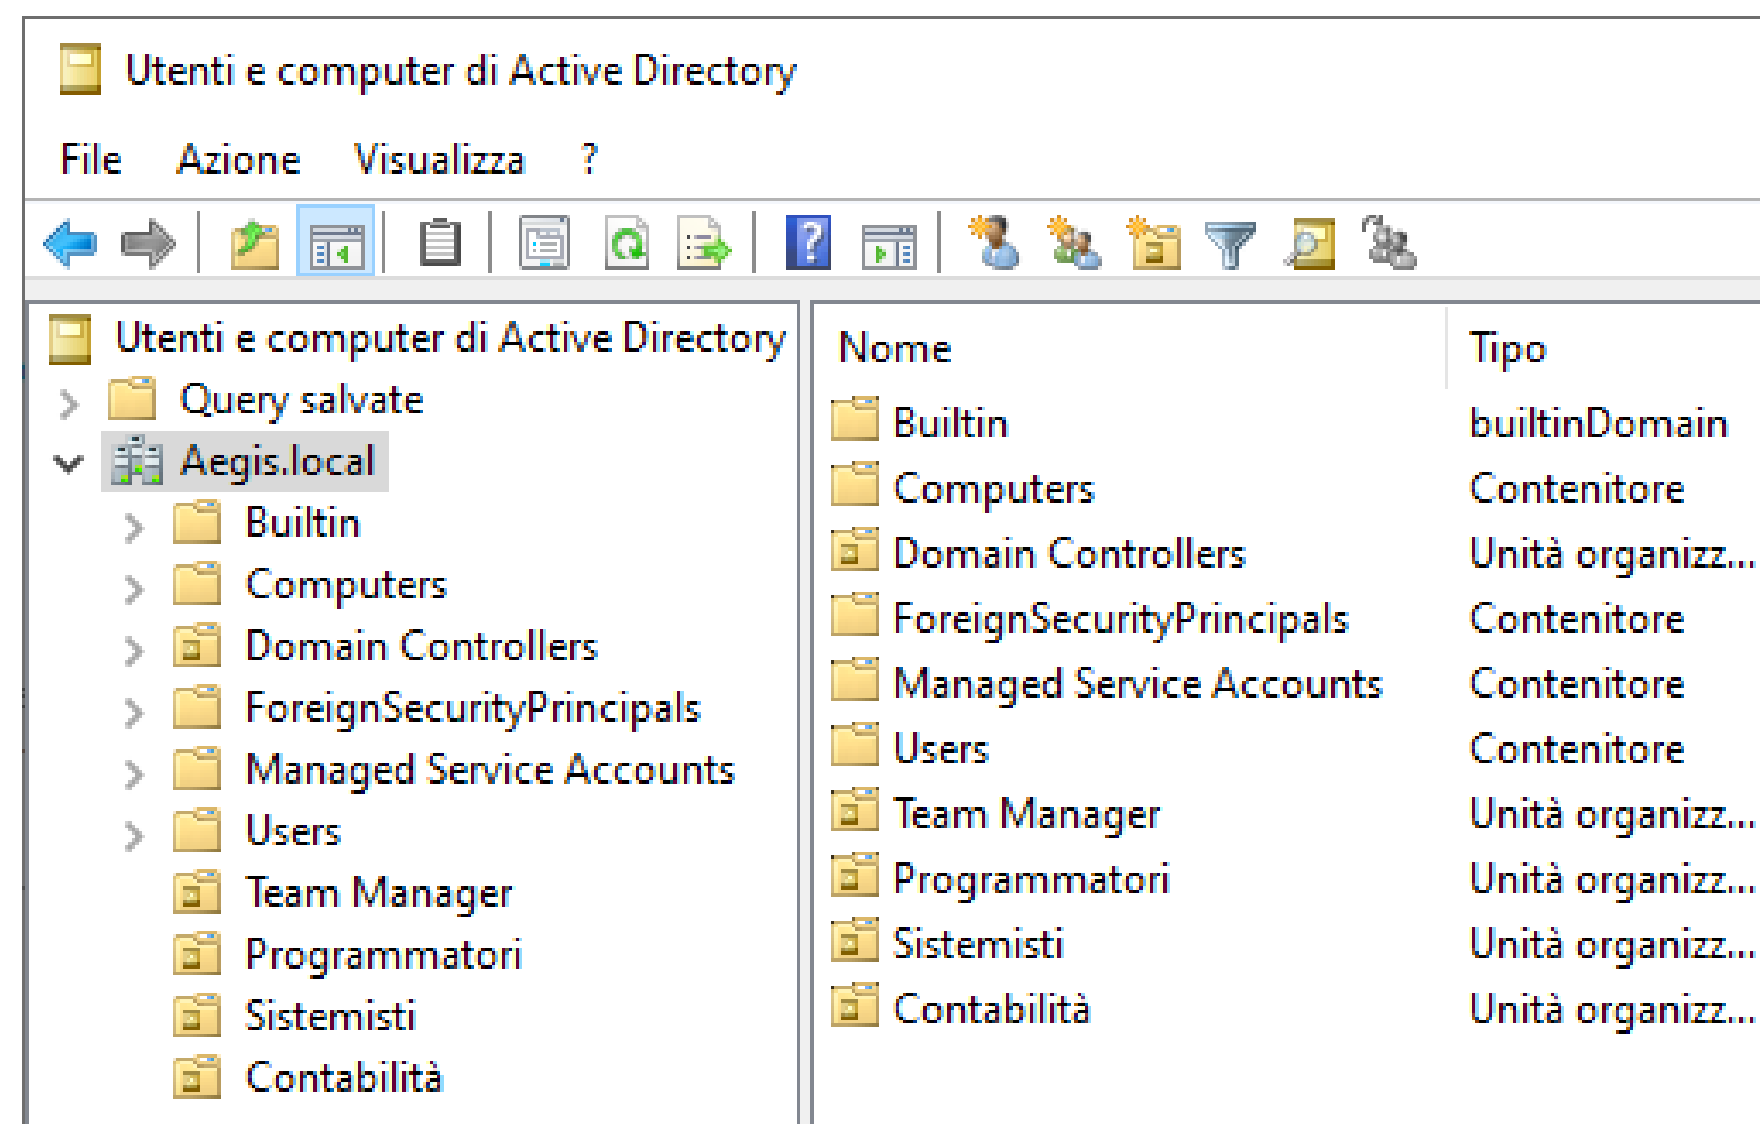 Utenti e computer di Active Directory
File Azione Visualizza ?
Utenti e computer di Active Directory
Query salvate
Aegis.local
Builtin
Computers
Domain Controllers
ForeignSecurityPrincipals
Managed Service Accounts
Users
Team Manager
Programmatori
Sistemisti
Contabilità
Nome Tipo
Builtin builtinDomain
Computers Contenitore
Domain Controllers Unità organizz...
ForeignSecurityPrincipals Contenitore
Managed Service Accounts Contenitore
Users Contenitore
Team Manager Unità organizz...
Programmatori Unità organizz...
Sistemisti Unità organizz...
Contabilità Unità organizz...